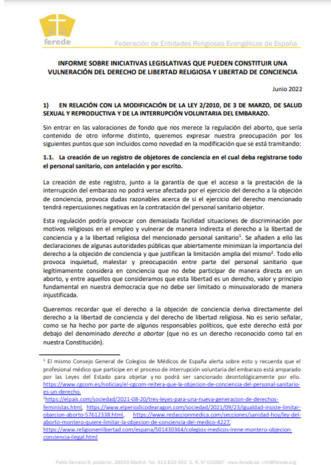 ferede
Federación de Entidades Religiosas Evangélicas de España
INFORME SOBRE INICIATIVAS LEGISLATIVAS QUE PUEDEN CONSTITUIR UNA
VULNERACIÓN DEL DERECHO DE LIBERTAD RELIGIOSA Y LIBERTAD DE CONCIENCIA
Junio 2022
1) EN RELACIÓN CON LA MODIFICACIÓN DE LA LEY 2/2010, DE 3 DE MARZO, DE SALUD
SEXUAL Y REPRODUCTIVA Y DE LA INTERRUPCIÓN VOLUNTARIA DEL EMBARAZO.
Sin entrar en las valoraciones de fondo que nos merece la regulación del aborto, que sería
contenido de otro informe distinto, queremos expresar nuestra preocupación por los
siguientes puntos que son incluidos como novedad en la modificación que se está tramitando:
1.1. La creación de un registro de objetores de conciencia en el cual deba registrarse todo
el personal sanitario, con antelación y por escrito.
La creación de este registro, junto a la garantía de que el acceso a la prestación de la
interrupción del embarazo no podrá verse afectada por el ejercicio del derecho a la objeción
de conciencia, provoca dudas razonables acerca de si el ejercicio del derecho mencionado
tendrá repercusiones negativas en la contratación del personal sanitario objetor.
Esta regulación podría provocar con demasiada facilidad situaciones de discriminación por
motivos religiosos en el empleo y vulnerar de manera indirecta el derecho a la libertad de
conciencia y a la libertad religiosa del mencionado personal sanitario¹. Se añaden a ello las
declaraciones de algunas autoridades públicas que abiertamente minimizan la importancia del
derecho a la objeción de conciencia y que justifican la limitación amplia del mismo². Todo ello
provoca inquietud, malestar y preocupación entre parte del personal sanitario que
legítimamente considera en conciencia que no debe participar de manera directa en un
aborto, y entre aquellos que consideramos que esta libertad es un derecho, valor y principio
fundamental en nuestra democracia que no debe ser limitado o minusvalorado de manera
injustificada.
Queremos recordar que el derecho a la objeción de conciencia deriva directamente del
derecho a la libertad de conciencia y del derecho de libertad religiosa. No es serio señalar,
como se ha hecho por parte de algunos responsables políticos, que este derecho está por
debajo del denominado derecho a abortar (que no es un derecho reconocido como tal en
nuestra Constitución).
¹ El mismo Consejo General de Colegios de Médicos de España alerta sobre esto y recuerda que el
profesional médico que participe en el proceso de interrupción voluntaria del embarazo está amparado
por las Leyes del Estado para objetar y no podrá ser sancionado deontológicamente por ello.
https://www.cgcom.es/noticias/el-cgcom-reitera-que-la-objecion-de-conciencia-del-personal-sanitario-
es-un-derecho.
²https://elpais.com/sociedad/2021-08-20/tres-leyes-para-una-nueva-generacion-de-derechos-
feministas.html, https://www.elperiodicodearagon.com/sociedad/2021/09/23/igualdad-insiste-limitar-
objecion-aborto-57612338.html, https://www.redaccionmedica.com/secciones/sanidad-hoy/ley-del-
aborto-montero-quiere-limitar-la-objecion-de-los-medicos-4227,
https://www.religionenlibertad.com/espana/501430364/colegios-medicos-irene-montero-objecion-
conciencia-ilegal.html